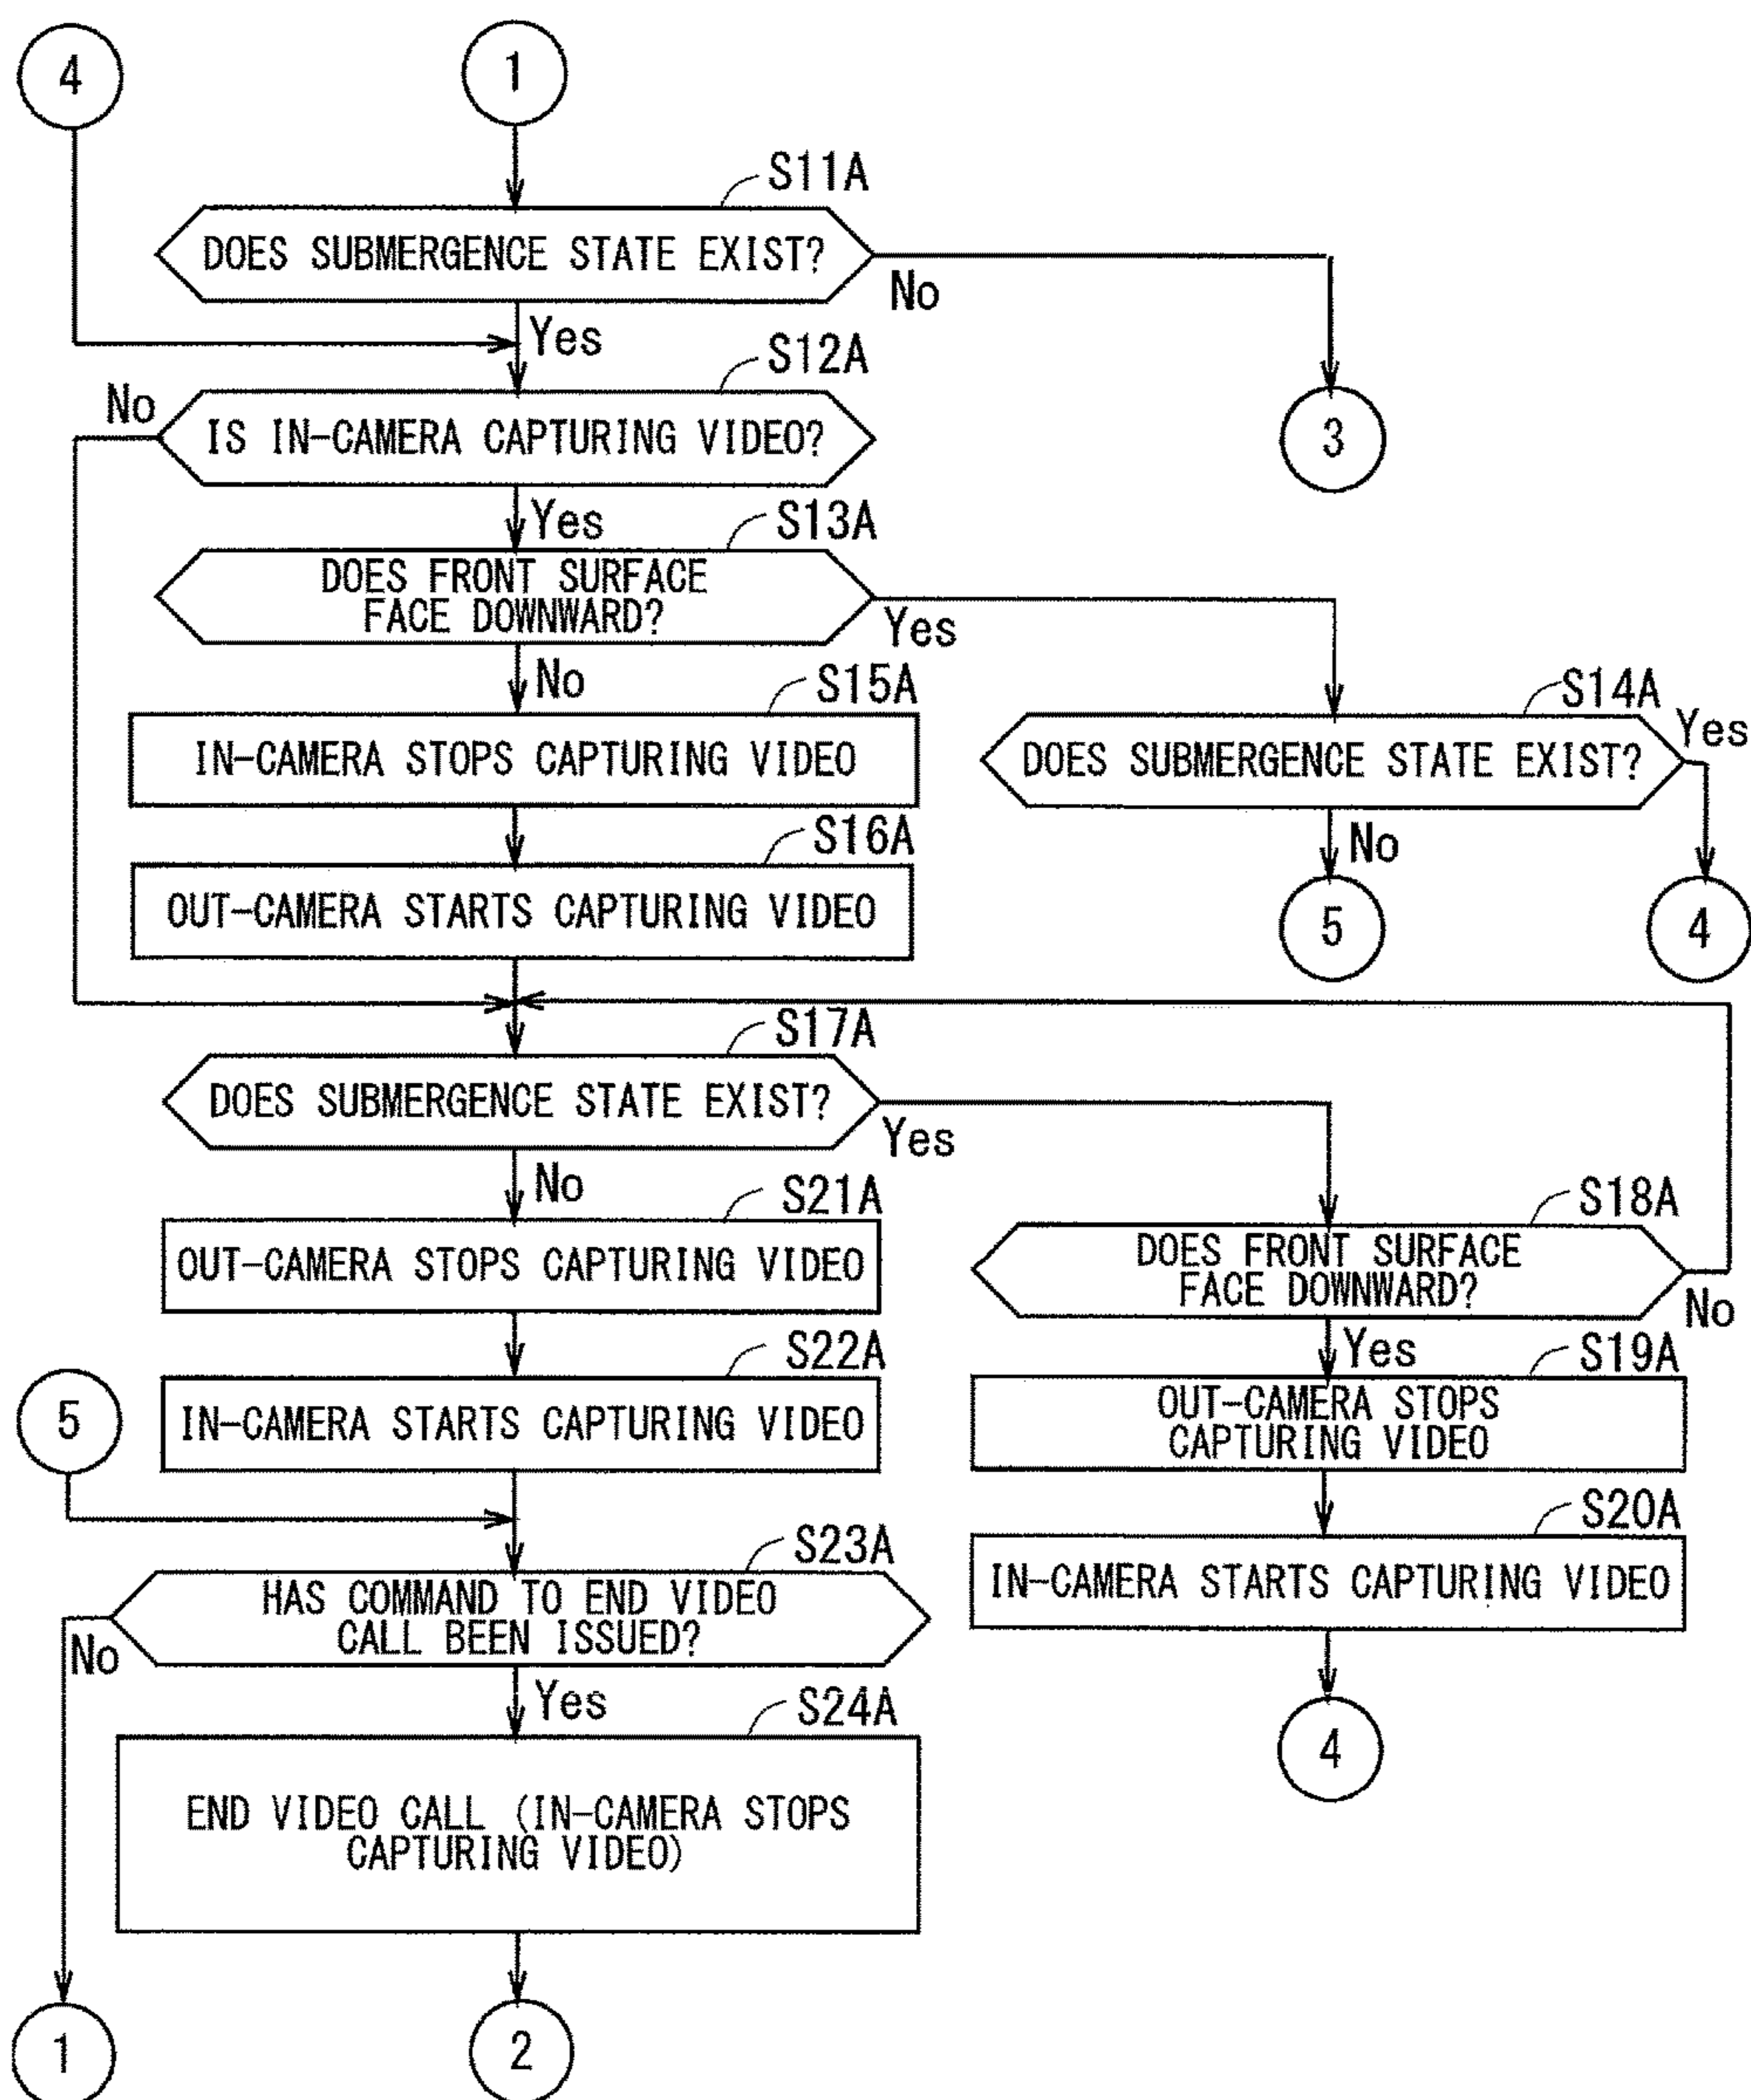 4
1
S11A
DOES SUBMERGENCE STATE EXIST?
No
Yes
S12A
No
IS IN-CAMERA CAPTURING VIDEO?
3
Yes
S13A
DOES FRONT SURFACE
FACE DOWNWARD?
Yes
No
S15A
S14A
Yes
IN-CAMERA STOPS CAPTURING VIDEO
DOES SUBMERGENCE STATE EXIST?
S16A
No
OUT-CAMERA STARTS CAPTURING VIDEO
5
4
S17A
DOES SUBMERGENCE STATE EXIST?
Yes
No
S21A
S18A
OUT-CAMERA STOPS CAPTURING VIDEO
DOES FRONT SURFACE
FACE DOWNWARD?
No
S22A
Yes
S19A
5
IN-CAMERA STARTS CAPTURING VIDEO
OUT-CAMERA STOPS
CAPTURING VIDEO
S23A
S20A
HAS COMMAND TO END VIDEO
CALL BEEN ISSUED?
IN-CAMERA STARTS CAPTURING VIDEO
No
Yes
S24A
4
END VIDEO CALL (IN-CAMERA STOPS
CAPTURING VIDEO)
1
2